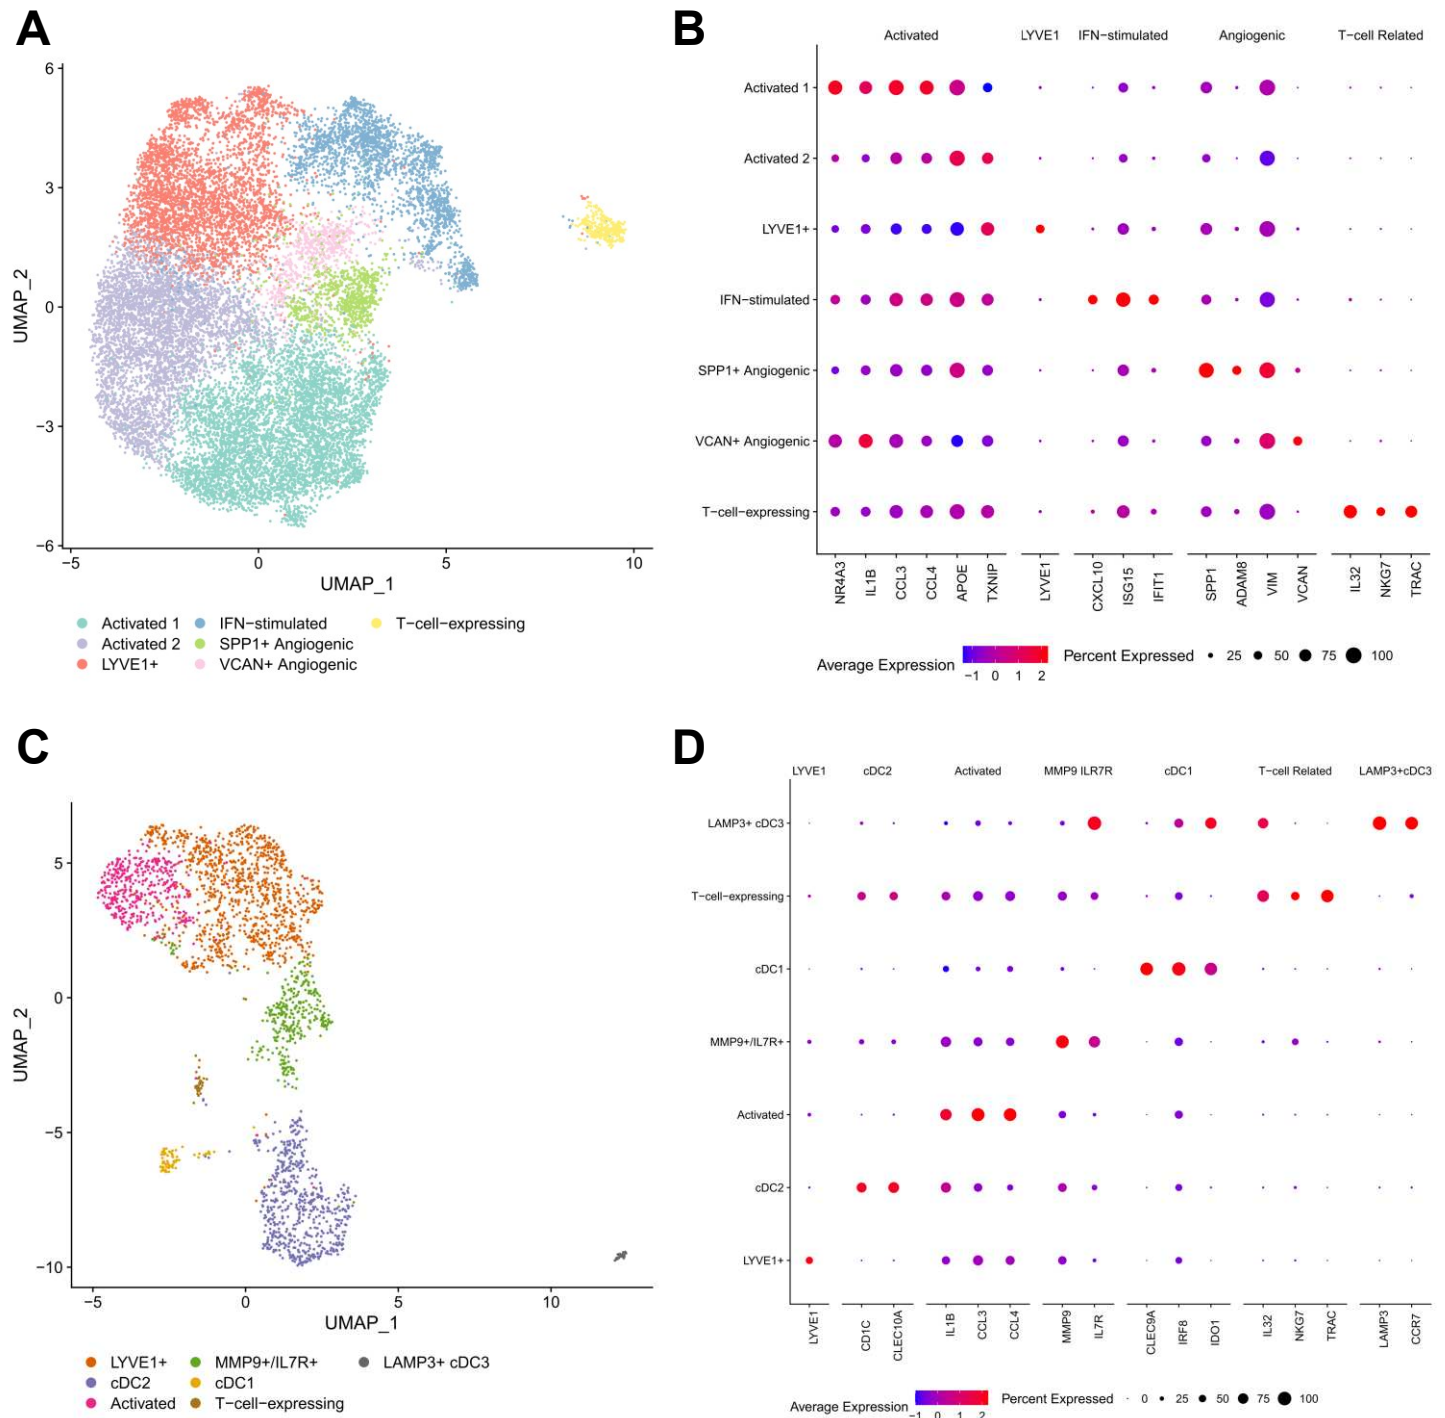 A
6
3
0
−3
−6
UMAP_2
−5
0
5
10
UMAP_1
Activated 1
Activated 2
LYVE1+
IFN−stimulated
SPP1+ Angiogenic
VCAN+ Angiogenic
T−cell−expressing
B
Activated
LYVE1
IFN−stimulated
Angiogenic
T−cell Related
Activated 1
Activated 2
LYVE1+
IFN−stimulated
SPP1+ Angiogenic
VCAN+ Angiogenic
T−cell−expressing
NR4A3
IL1B
CCL3
CCL4
APOE
TXNIP
LYVE1
CXCL10
ISG15
IFIT1
SPP1
ADAM8
VIM
VCAN
IL32
NKG7
TRAC
Average Expression
−1 0 1 2
Percent Expressed
25
50
75
100
C
5
0
−5
−10
UMAP_2
−5
0
5
10
UMAP_1
LYVE1+
cDC2
Activated
MMP9+/IL7R+
cDC1
T−cell−expressing
LAMP3+ cDC3
D
LYVE1
cDC2
Activated
MMP9 ILR7R
cDC1
T−cell Related
LAMP3+cDC3
LAMP3+ cDC3
T−cell−expressing
cDC1
MMP9+/IL7R+
Activated
cDC2
LYVE1+
LYVE1
CD1C
CLEC10A
IL1B
CCL3
CCL4
MMP9
IL7R
CLEC9A
IRF8
IDO1
IL32
NKG7
TRAC
LAMP3
CCR7
Average Expression
−1 0 1 2
Percent Expressed
0
25
50
75
100